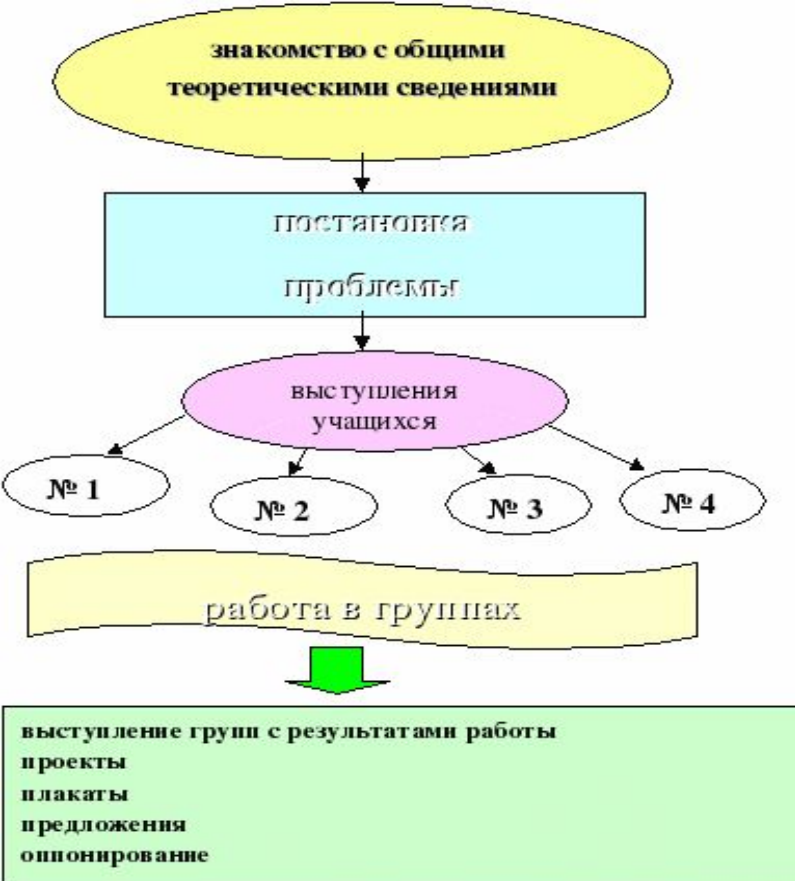 знакомство с общими
теоретическими сведениями
постановка
проблемы
выступления
учащихся
№ 1
№ 2
№ 3
№ 4
работа в группах
выступление групп с результатами работы
проекты
плакаты
предложения
оппонирование